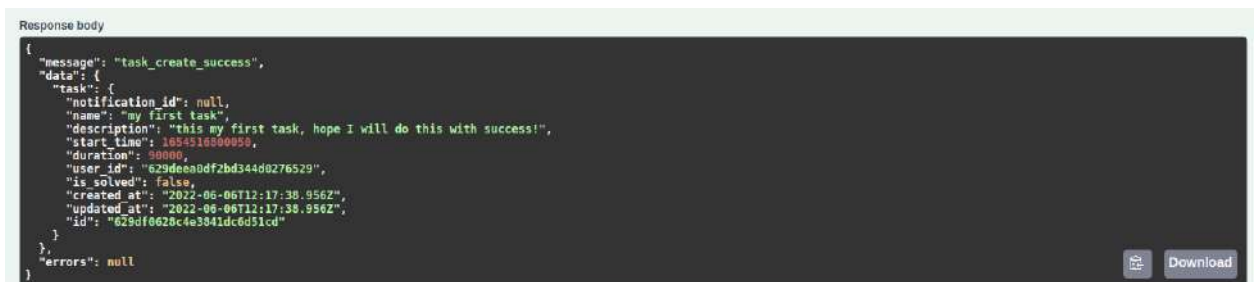 Response body
{
  "message": "task_create_success",
  "data": {
    "task": {
      "notification_id": null,
      "name": "my first task",
      "description": "this my first task, hope I will do this with success!",
      "start_time": 1654516800050,
      "duration": 90000,
      "user_id": "629deea0df2bd344d0276529",
      "is_solved": false,
      "created_at": "2022-06-06T12:17:38.956Z",
      "updated_at": "2022-06-06T12:17:38.956Z",
      "id": "629df0628c4e3841dc6d51cd"
    }
  },
  "errors": null
}
Download